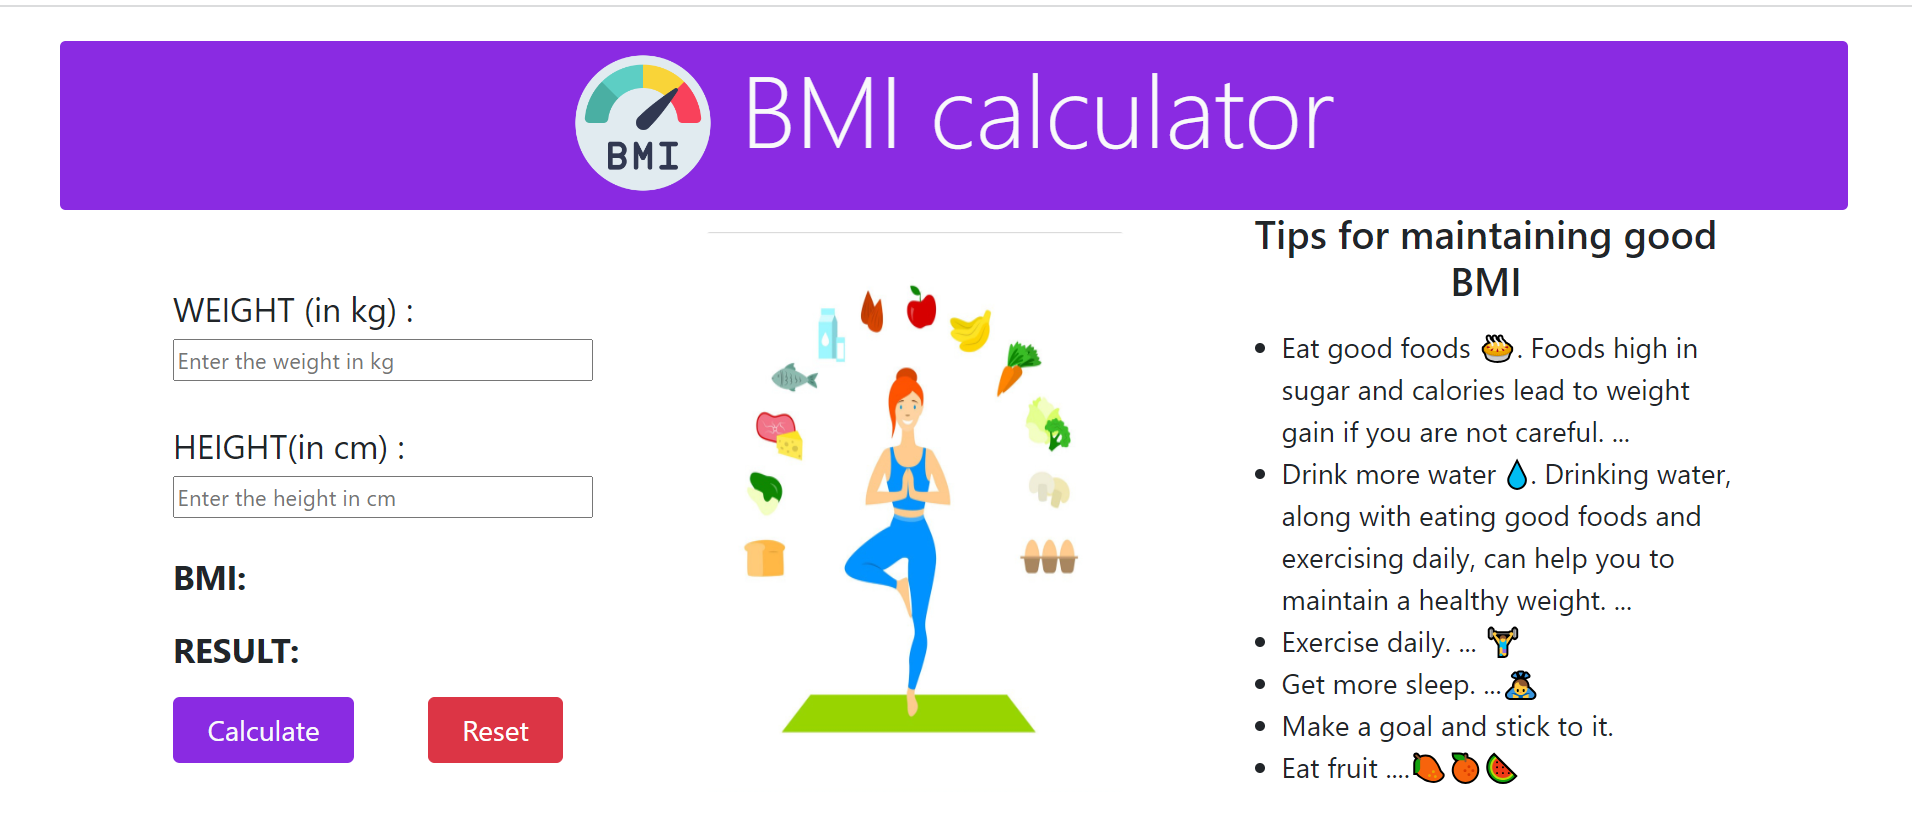 BMI
BMI calculator
WEIGHT (in kg) :
Enter the weight in kg
HEIGHT(in cm) :
Enter the height in cm
BMI:
RESULT:
Calculate
Reset
Tips for maintaining good
BMI
Eat good foods 🥧. Foods high in
sugar and calories lead to weight
gain if you are not careful. ...
Drink more water 💧. Drinking water,
along with eating good foods and
exercising daily, can help you to
maintain a healthy weight. ...
Exercise daily. ... 🏋
Get more sleep. ...🙇
Make a goal and stick to it.
Eat fruit ....🥭🍊🍉